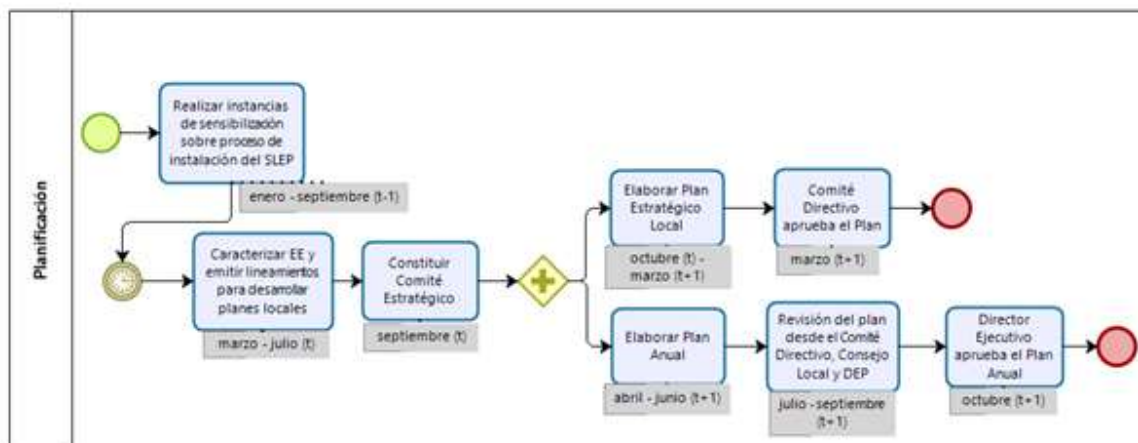 Planificación
Realizar instancias
de sensibilización
sobre proceso de
instalación del SLEP
enero - septiembre (t-1)
Caracterizar EE y
emitir lineamientos
para desarrollar
planes locales
marzo - julio (t)
Constituir
Comité
Estratégico
septiembre (t)
Elaborar Plan
Estratégico
Local
octubre (t) -
marzo (t+1)
Comité
Directivo
aprueba el Plan
marzo (t+1)
Elaborar Plan
Anual
abril - junio (t+1)
Revisión del plan
desde el Comité
Directivo, Consejo
Local y DEP
julio - septiembre
(t+1)
Director
Ejecutivo
aprueba el Plan
Anual
octubre (t+1)